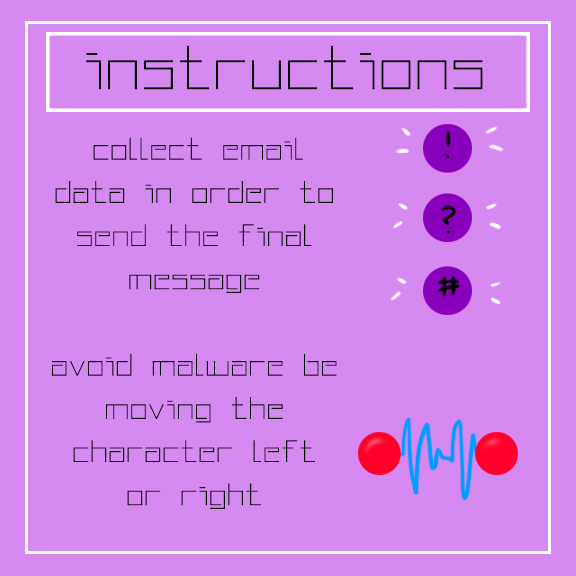 instructions
collect email
data in order to
send the final
message
!
?
#
avoid malware be
moving the
character left
or right